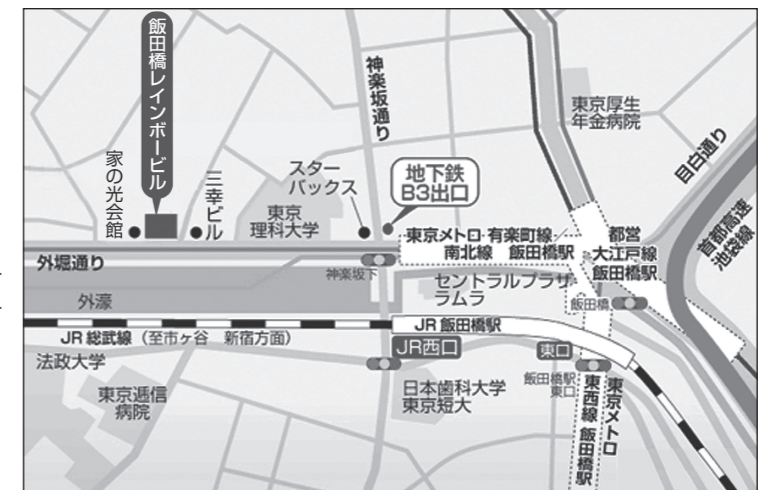 飯田橋レインボービル
家の光会館
三幸ビル
スター
バックス
東京
理科大学
神楽坂通り
地下鉄
B3出口
東京厚生
年金病院
目白通り
首都高速
池袋線
東京メトロ 有楽町線
南北線 飯田橋駅
都営
大江戸線
飯田橋駅
外堀通り
神楽坂下
セントラルプラザ
ラムラ
飯田橋
外濠
JR 飯田橋駅
JR 総武線（至市ヶ谷 新宿方面）
JR西口
東口
法政大学
飯田橋駅
東口
東京逓信
病院
日本歯科大学
東京短大
東京メトロ
東西線 飯田橋駅